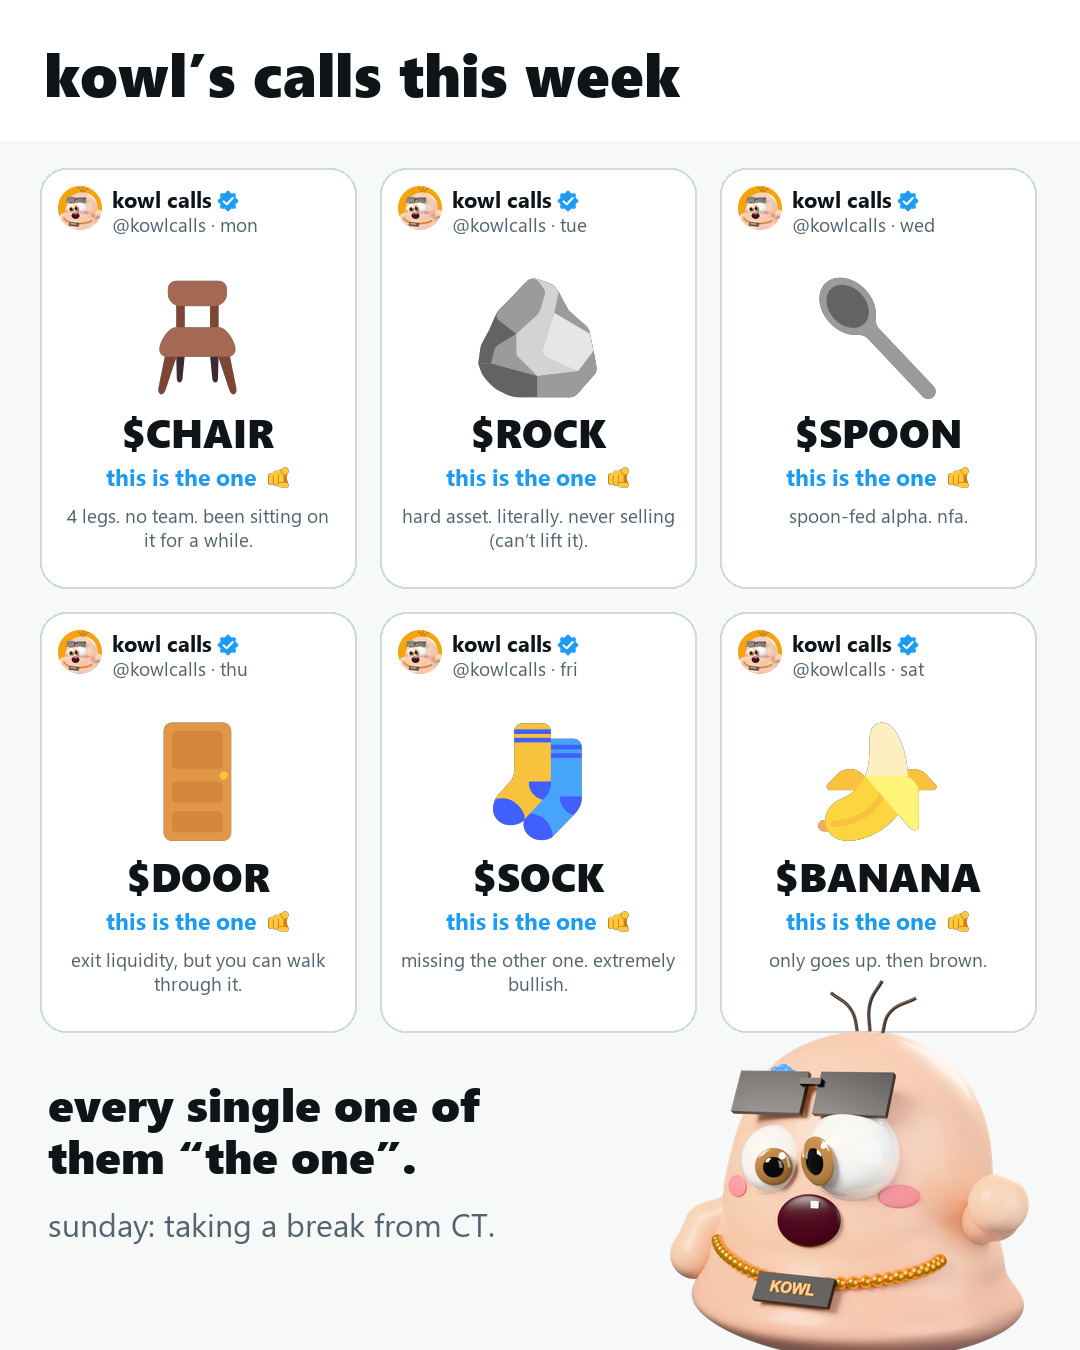 kowl′s calls this week
kowl calls
@kowlcalls · mon
$CHAIR
this is the one
4 legs. no team. been sitting on
it for a while.
kowl calls
@kowlcalls · tue
$ROCK
this is the one
hard asset. literally. never selling
(can’t lift it).
kowl calls
@kowlcalls · wed
$SPOON
this is the one
spoon-fed alpha. nfa.
kowl calls
@kowlcalls · thu
$DOOR
this is the one
exit liquidity, but you can walk
through it.
kowl calls
@kowlcalls · fri
$SOCK
this is the one
missing the other one. extremely
bullish.
kowl calls
@kowlcalls · sat
$BANANA
this is the one
only goes up. then brown.
every single one of
them “the one”.
sunday: taking a break from CT.
KOWL